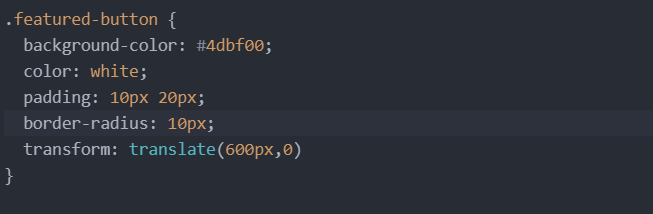 .featured-button {
  background-color: #4dbf00;
  color: white;
  padding: 10px 20px;
  border-radius: 10px;
  transform: translate(600px,0)
}